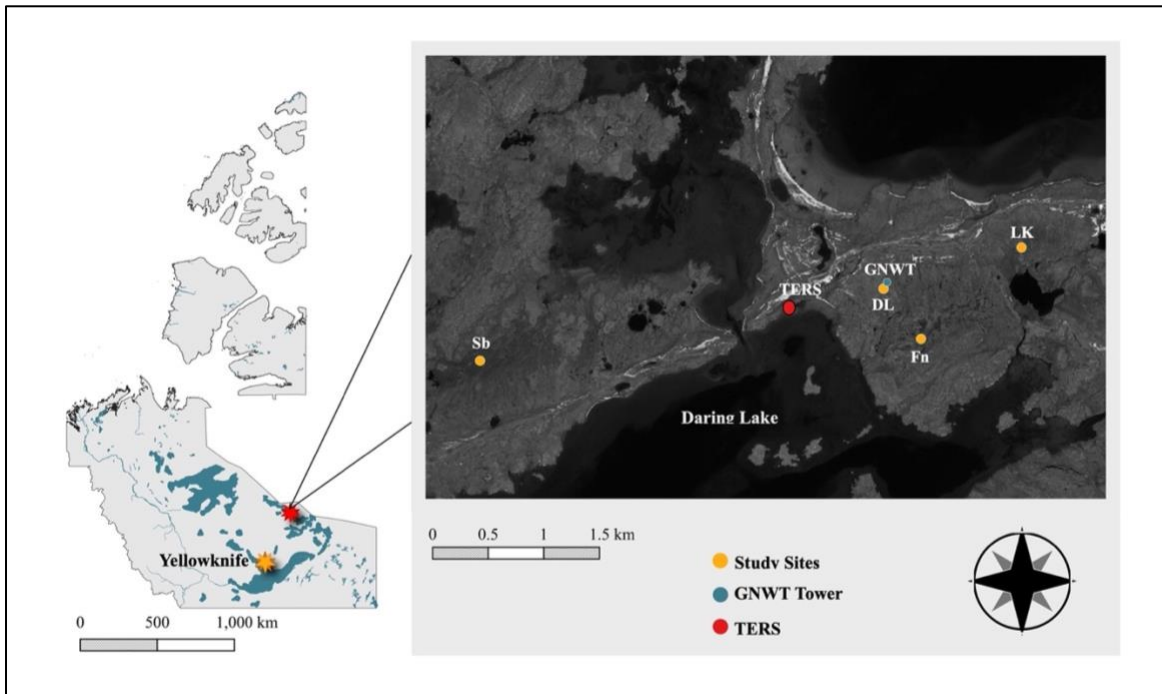 Yellowknife
0 500 1,000 km
Sb
TERS
GNWT
DL
LK
Fn
Daring Lake
0 0.5 1 1.5 km
Study Sites
GNWT Tower
TERS